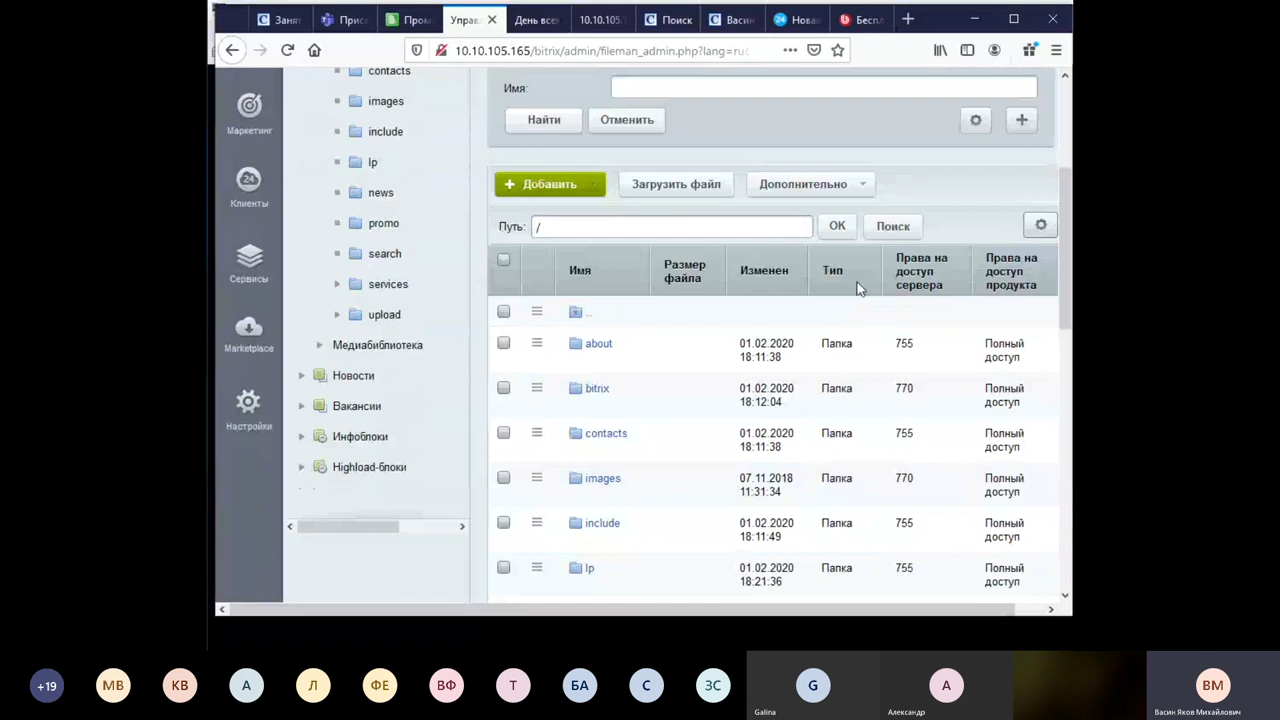 Занят
Присо
Пром
Управ
День всех
10.10.105.
Поиск
Васин
Новая
Беспл
10.10.105.165/bitrix/admin/fileman_admin.php?lang=ru
Маркетинг
Клиенты
Сервисы
Marketplace
Настройки
contacts
images
include
lp
news
promo
search
services
upload
Медиабиблиотека
Новости
Вакансии
Инфоблоки
Highload-блоки
Имя:
Найти Отменить
Добавить Загрузить файл Дополнительно
Путь: / ОК Поиск
Имя Размер файла Изменен Тип Права на доступ сервера Права на доступ продукта
..
about 01.02.2020 18:11:38 Папка 755 Полный доступ
bitrix 01.02.2020 18:12:04 Папка 770 Полный доступ
contacts 01.02.2020 18:11:38 Папка 755 Полный доступ
images 07.11.2018 11:31:34 Папка 770 Полный доступ
include 01.02.2020 18:11:49 Папка 755 Полный доступ
lp 01.02.2020 18:21:36 Папка 755 Полный доступ
+19 МВ КВ А Л ФЕ ВФ Т БА С ЗС G А ВМ
Galina Александр Васин Яков Михайлович